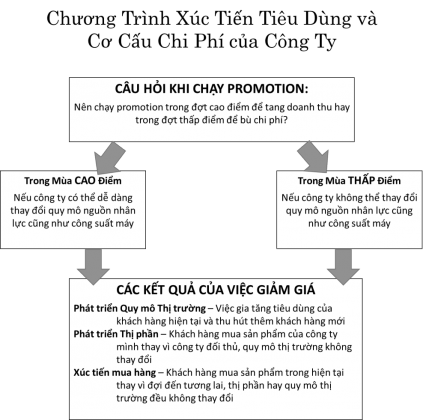 Chương Trình Xúc Tiến Tiêu Dùng và
Cơ Cấu Chi Phí của Công Ty
CÂU HỎI KHI CHẠY PROMOTION:
Nên chạy promotion trong đợt cao điểm để tang doanh thu hay
trong đợt thấp điểm để bù chi phí?
Trong Mùa CAO Điểm
Nếu công ty có thể dễ dàng
thay đổi quy mô nguồn nhân
lực cũng như công suất máy
Trong Mùa THẤP Điểm
Nếu công ty không thể thay đổi
quy mô nguồn nhân lực cũng
như công suất máy
CÁC KẾT QUẢ CỦA VIỆC GIẢM GIÁ
Phát triển Quy mô Thị trường – Việc gia tăng tiêu dùng của
khách hàng hiện tại và thu hút thêm khách hàng mới
Phát triển Thị phần – Khách hàng mua sản phẩm của công ty
mình thay vì công ty đối thủ, quy mô thị trường không
thay đổi
Xúc tiến mua hàng – Khách hàng mua sản phẩm trong hiện tại
thay vì đợi đến tương lai, thị phần hay quy mô thị
trường đều không thay đổi